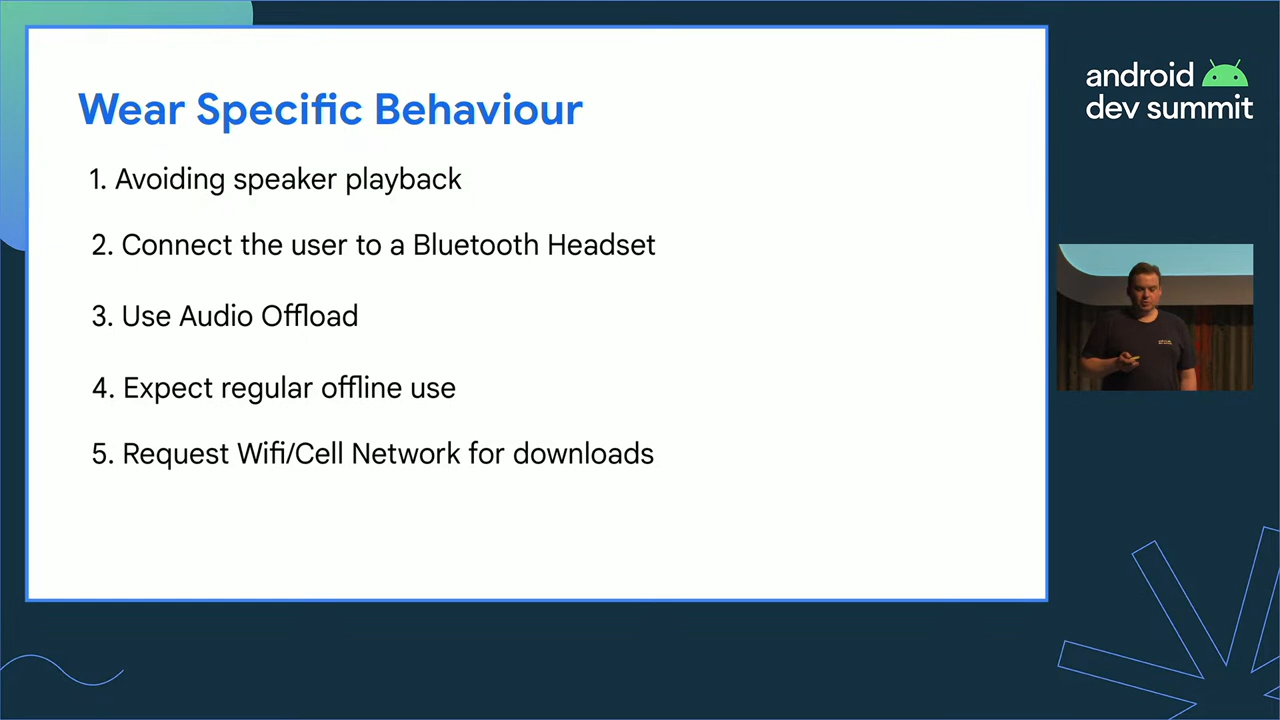 Wear Specific Behaviour
1. Avoiding speaker playback
2. Connect the user to a Bluetooth Headset
3. Use Audio Offload
4. Expect regular offline use
5. Request Wifi/Cell Network for downloads
android
dev summit